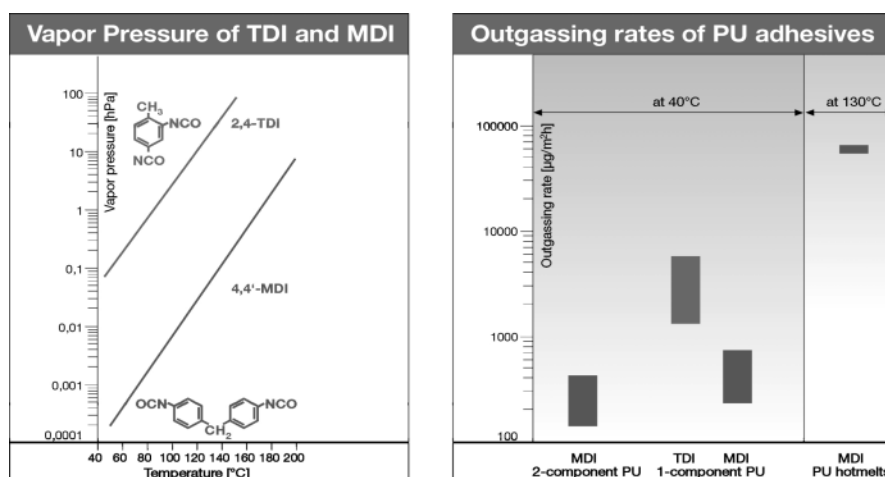 Vapor Pressure of TDI and MDI
Vapor pressure [hPa]
100
10
1
0,1
0,01
0,001
0,0001
CH₃
NCO
NCO
2,4-TDI
4,4'-MDI
OCN
NCO
CH₂
40 60 80 100 120 140 160 180 200
Temperature [°C]
Outgassing rates of PU adhesives
at 40°C
at 130°C
Outgassing rate [µg/m²h]
100000
10000
1000
100
MDI
2-component PU
TDI MDI
1-component PU
MDI
PU hotmelts